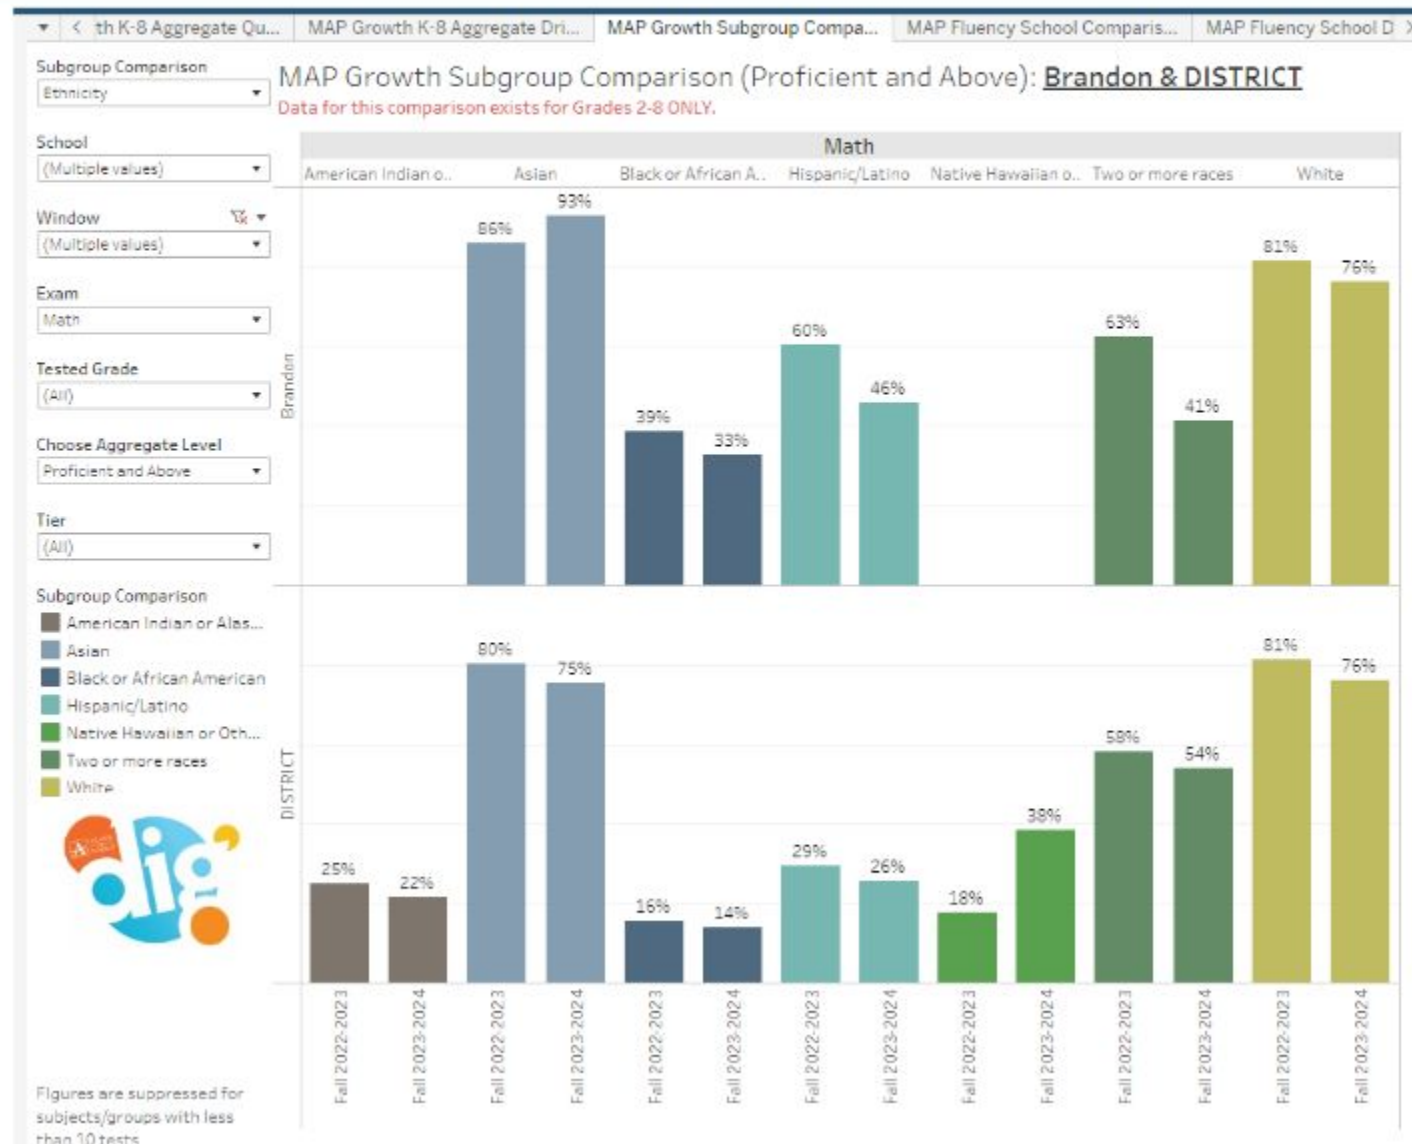 th K-8 Aggregate Qu... MAP Growth K-8 Aggregate Dri... MAP Growth Subgroup Compa... MAP Fluency School Comparis... MAP Fluency School D
Subgroup Comparison
Ethnicity
School
(Multiple values)
Window
(Multiple values)
Exam
Math
Tested Grade
(All)
Choose Aggregate Level
Proficient and Above
Tier
(All)
Subgroup Comparison
American Indian or Alas...
Asian
Black or African American
Hispanic/Latino
Native Hawaiian or Oth...
Two or more races
White
dig'
Figures are suppressed for
subjects/groups with less
than 10 tests
MAP Growth Subgroup Comparison (Proficient and Above): Brandon & DISTRICT
Data for this comparison exists for Grades 2-8 ONLY.
Math
American Indian o.. Asian Black or African A.. Hispanic/Latino Native Hawaiian o.. Two or more races White
Brandon
86% 93% 39% 33% 60% 46% 63% 41% 81% 76%
DISTRICT
25% 22% 80% 75% 16% 14% 29% 26% 18% 38% 58% 54% 81% 76%
Fall 2022-2023 Fall 2023-2024 Fall 2022-2023 Fall 2023-2024 Fall 2022-2023 Fall 2023-2024 Fall 2022-2023 Fall 2023-2024 Fall 2022-2023 Fall 2023-2024 Fall 2022-2023 Fall 2023-2024 Fall 2022-2023 Fall 2023-2024